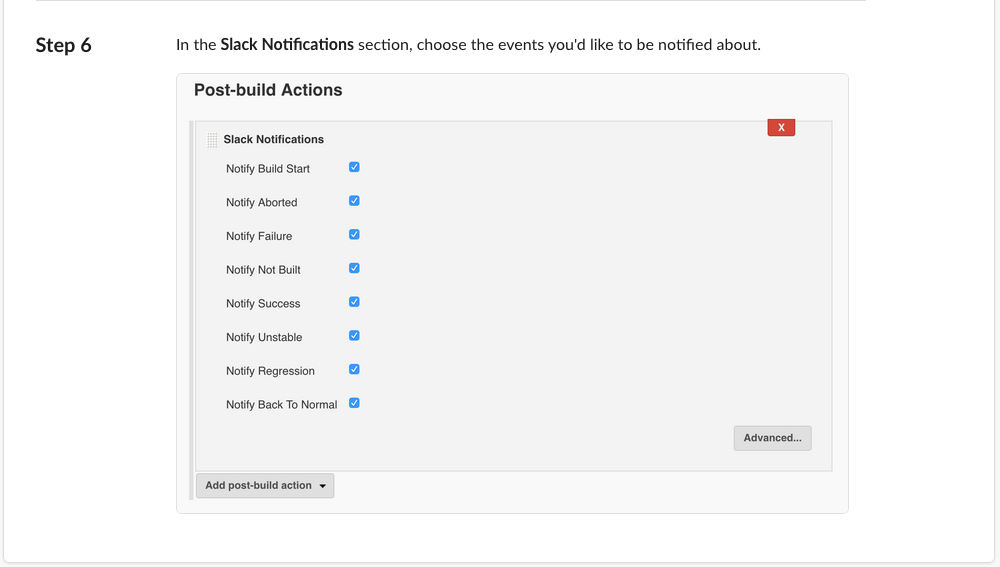 Step 6
In the Slack Notifications section, choose the events you'd like to be notified about.
Post-build Actions
X
Slack Notifications
Notify Build Start
Notify Aborted
Notify Failure
Notify Not Built
Notify Success
Notify Unstable
Notify Regression
Notify Back To Normal
Advanced...
Add post-build action